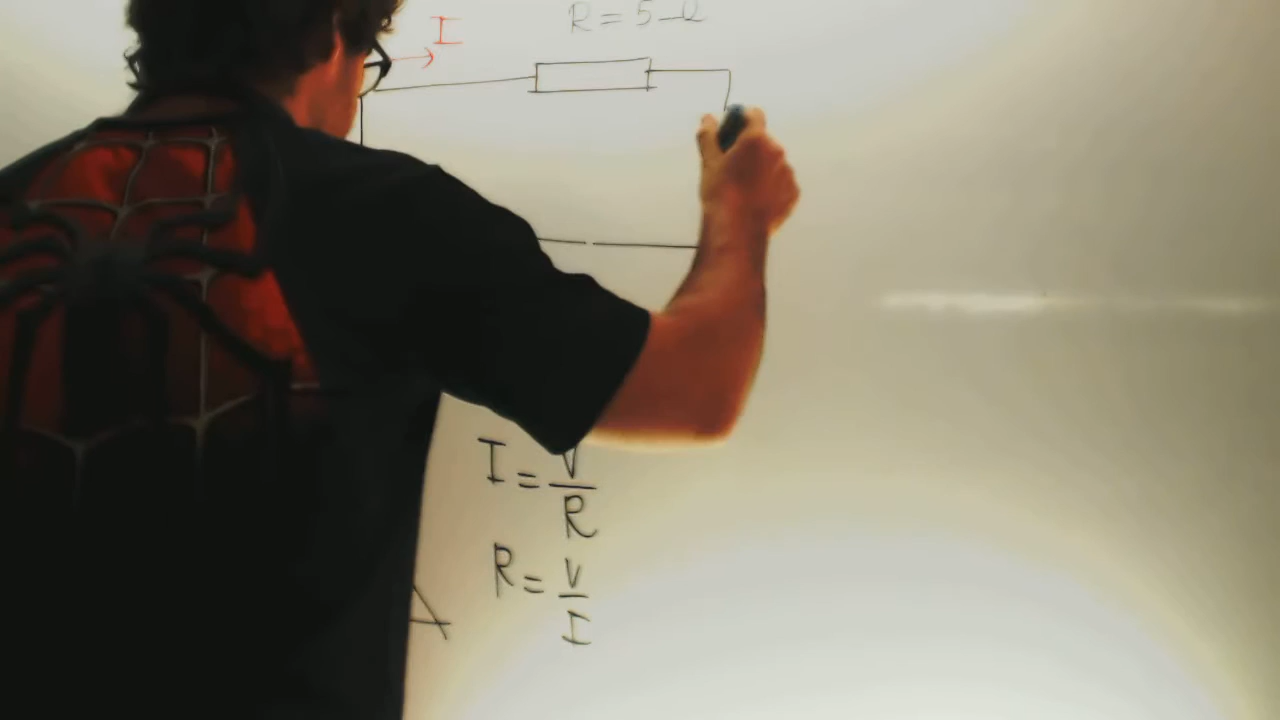 R = 5 Ω
I
I = V/R
R = V/I